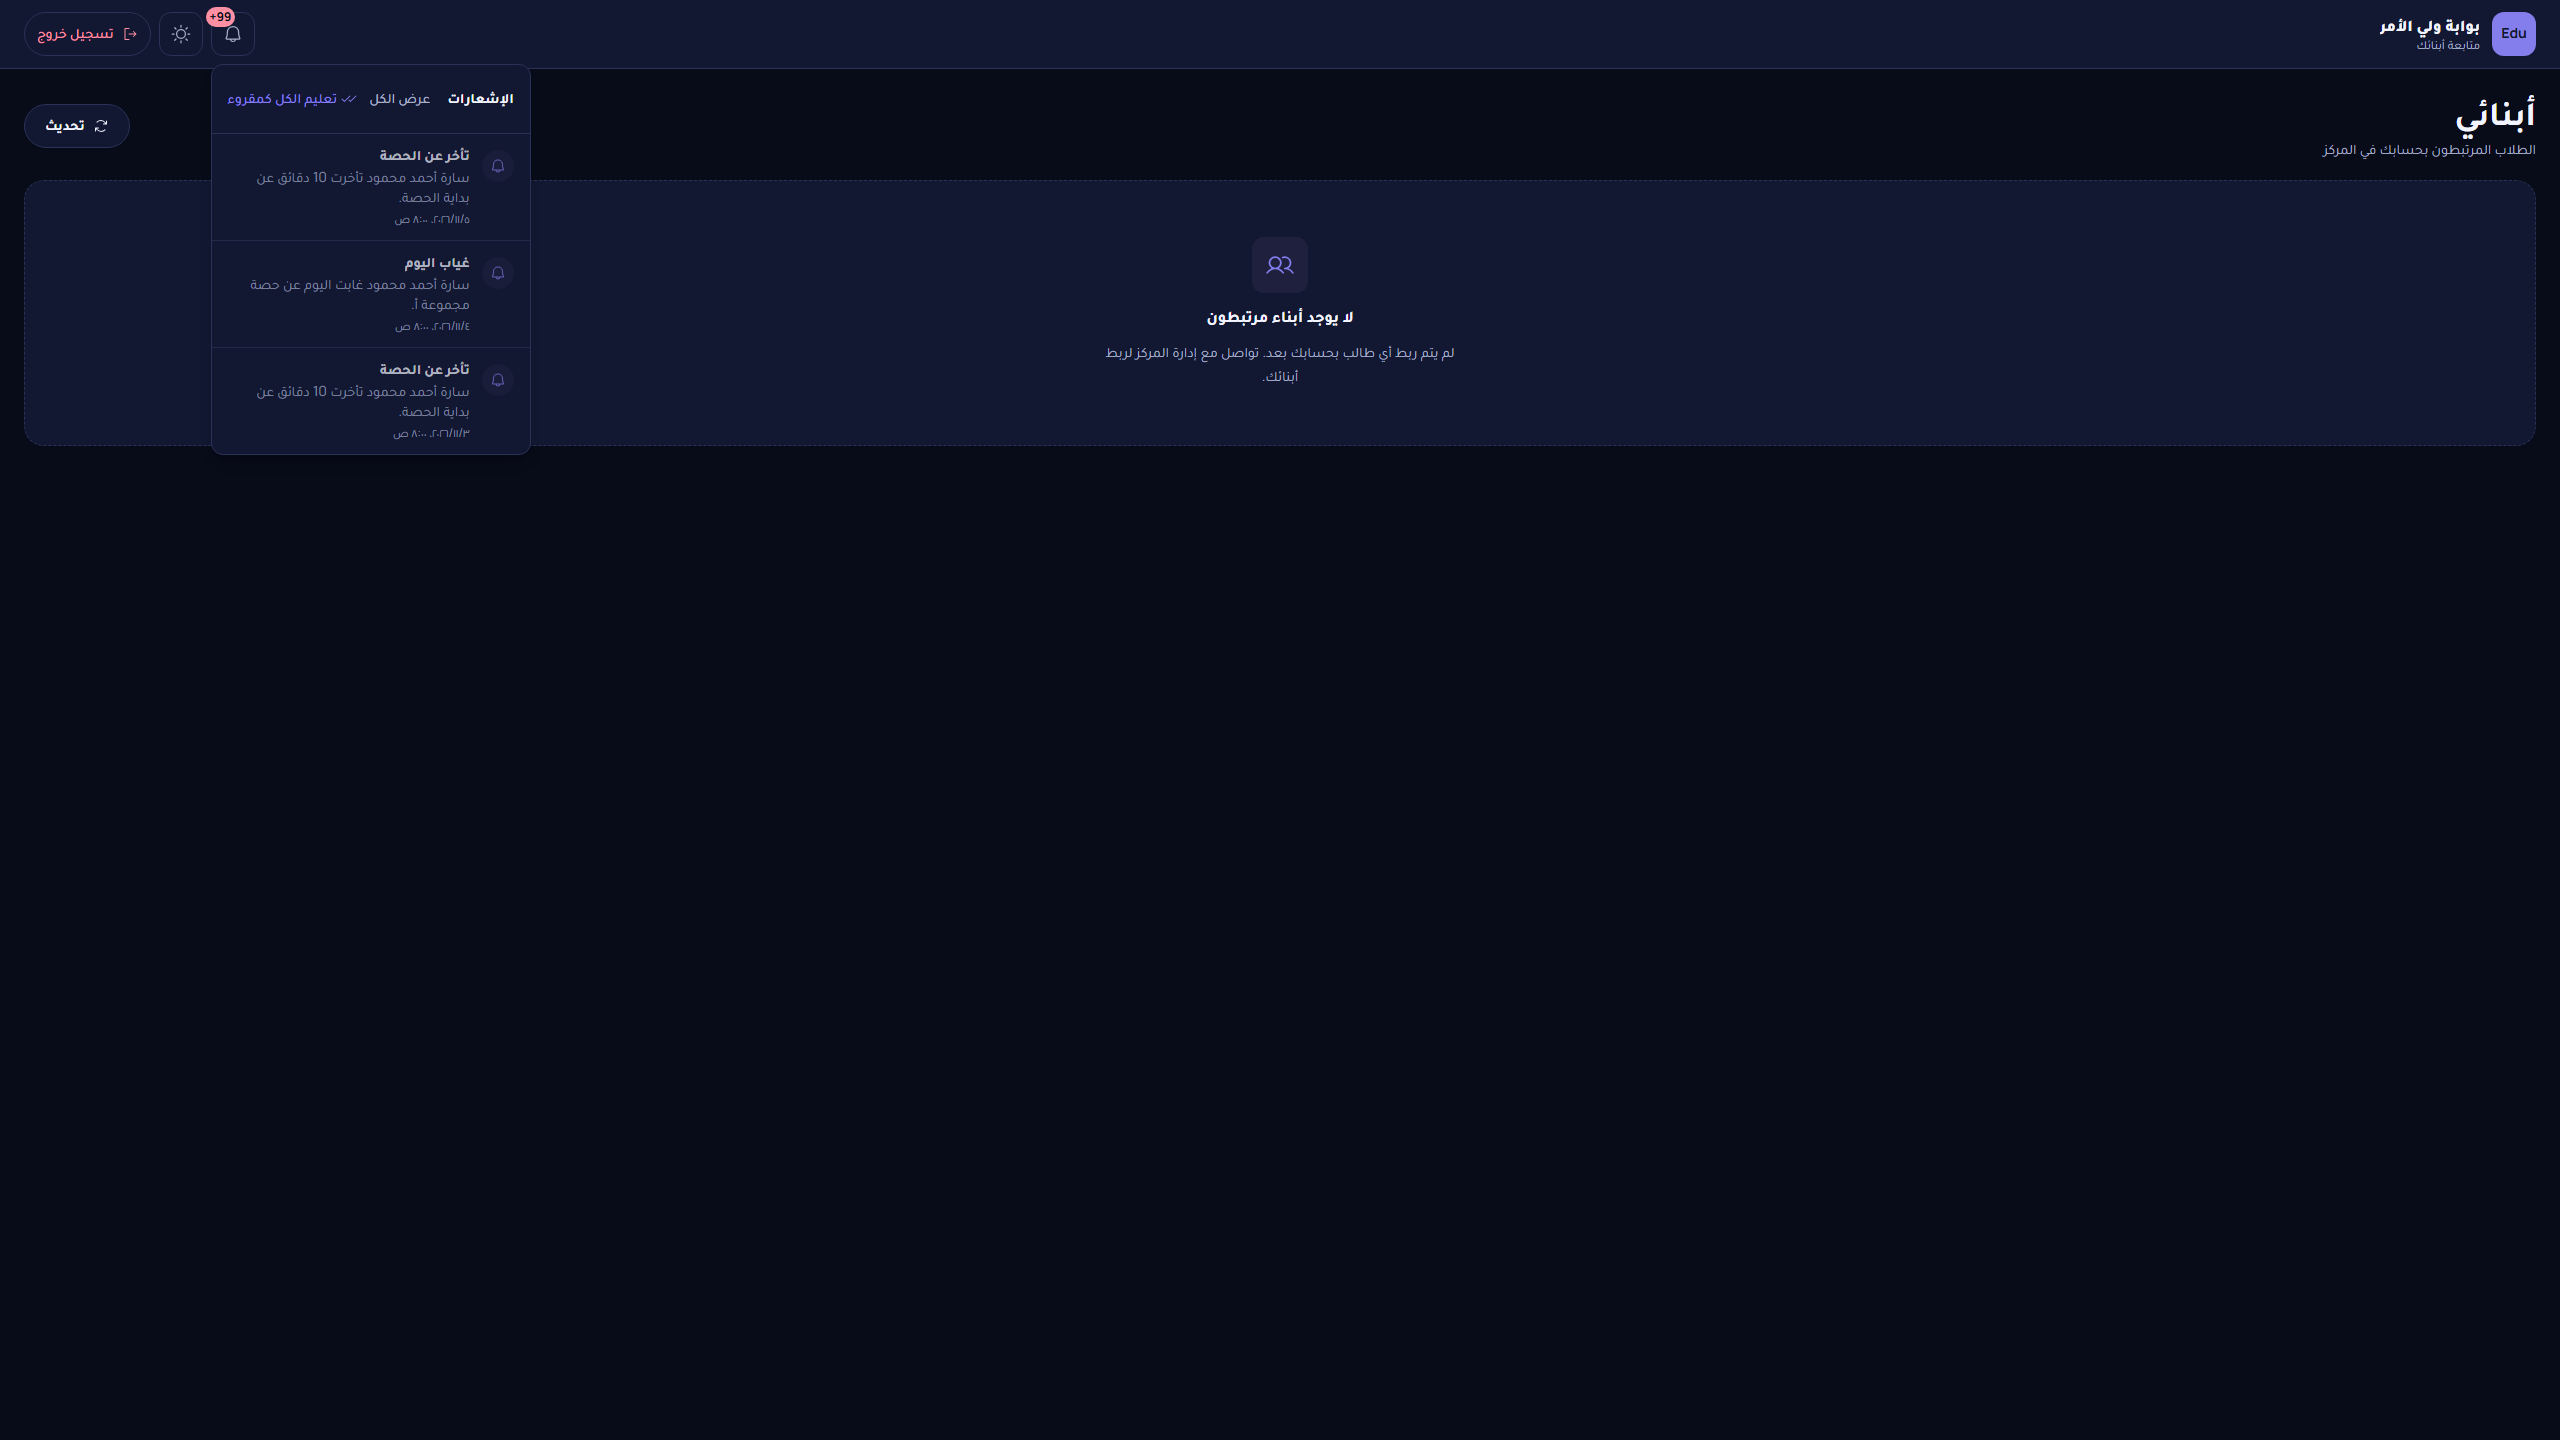 Edu
بوابة ولي الأمر
متابعة أبنائك
+99
تسجيل خروج
أبنائي
الطلاب المرتبطون بحسابك في المركز
تحديث
الإشعارات
عرض الكل
تعليم الكل كمقروء
تأخر عن الحصة
سارة أحمد محمود تأخرت 10 دقائق عن
بداية الحصة.
٢٠٢٦/١١/٥، ٨:٠٠ ص
غياب اليوم
سارة أحمد محمود غابت اليوم عن حصة
مجموعة أ.
٢٠٢٦/١١/٤، ٨:٠٠ ص
تأخر عن الحصة
سارة أحمد محمود تأخرت 10 دقائق عن
بداية الحصة.
٢٠٢٦/١١/٣، ٨:٠٠ ص
لا يوجد أبناء مرتبطون
لم يتم ربط أي طالب بحسابك بعد. تواصل مع إدارة المركز لربط
أبنائك.